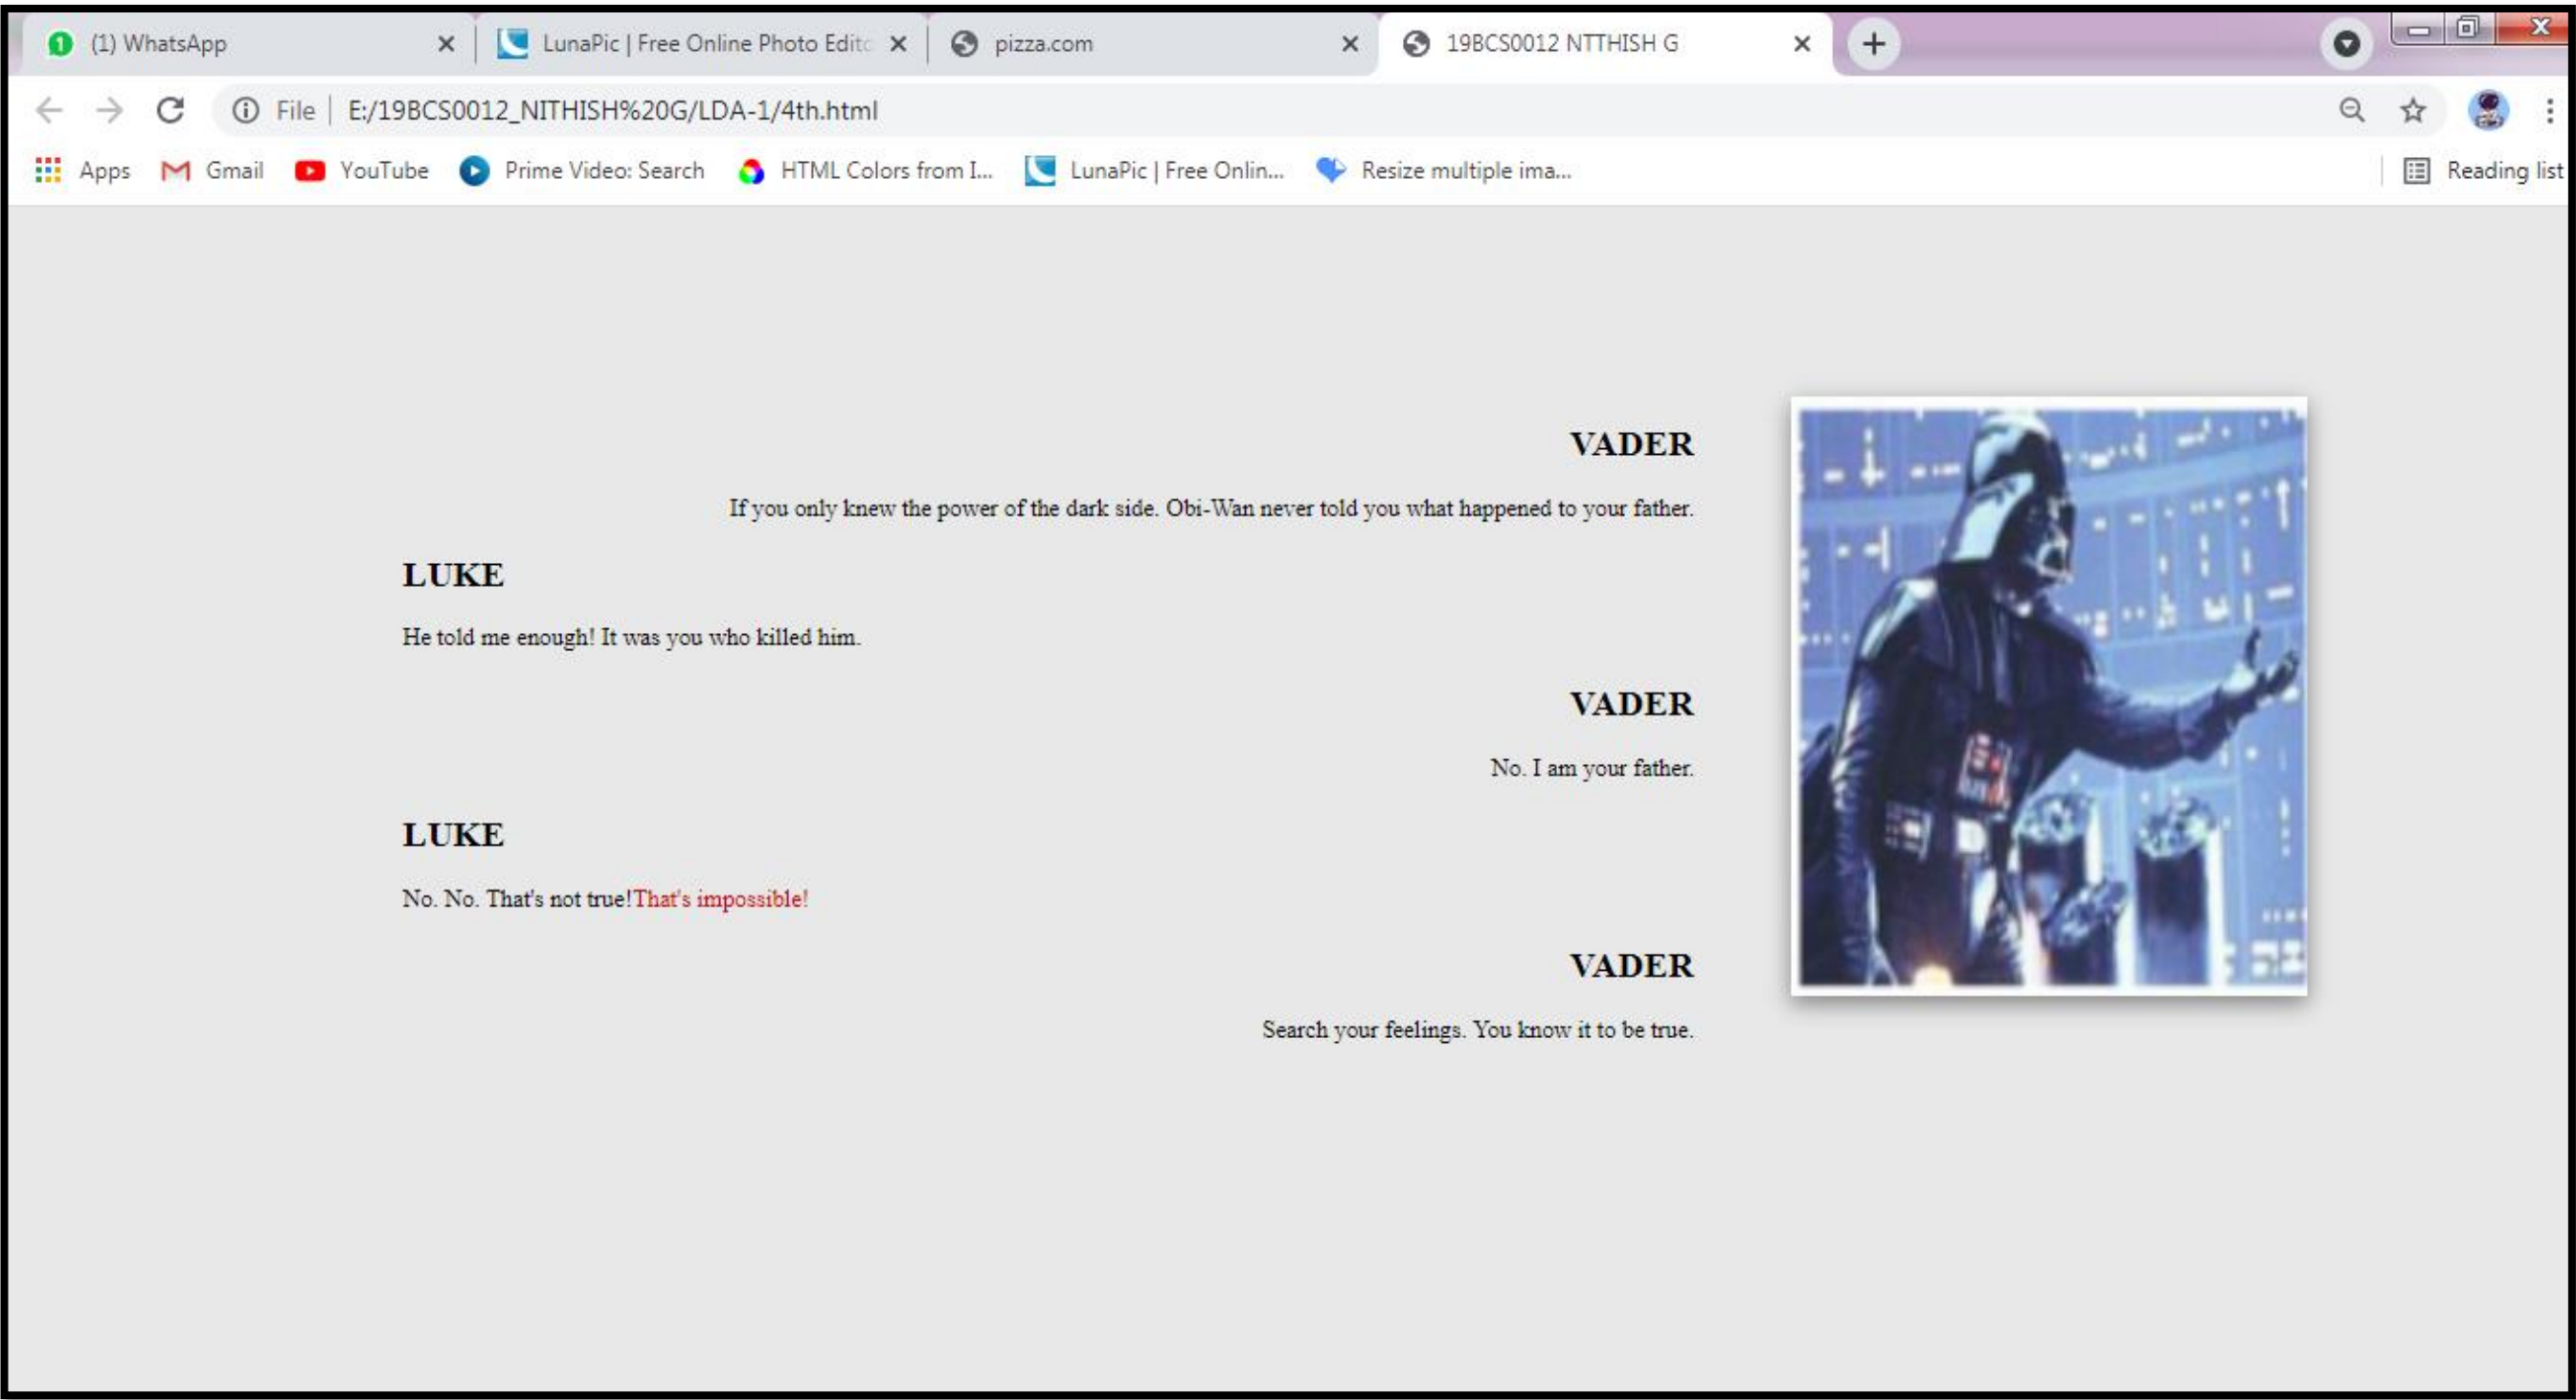 (1) WhatsApp
LunaPic | Free Online Photo Edito
pizza.com
19BCS0012 NTTHISH G
File | E:/19BCS0012_NITHISH%20G/LDA-1/4th.html
Apps
Gmail
YouTube
Prime Video: Search
HTML Colors from I...
LunaPic | Free Onlin...
Resize multiple ima...
Reading list
VADER
If you only knew the power of the dark side. Obi-Wan never told you what happened to your father.
LUKE
He told me enough! It was you who killed him.
VADER
No. I am your father.
LUKE
No. No. That's not true!That's impossible!
VADER
Search your feelings. You know it to be true.